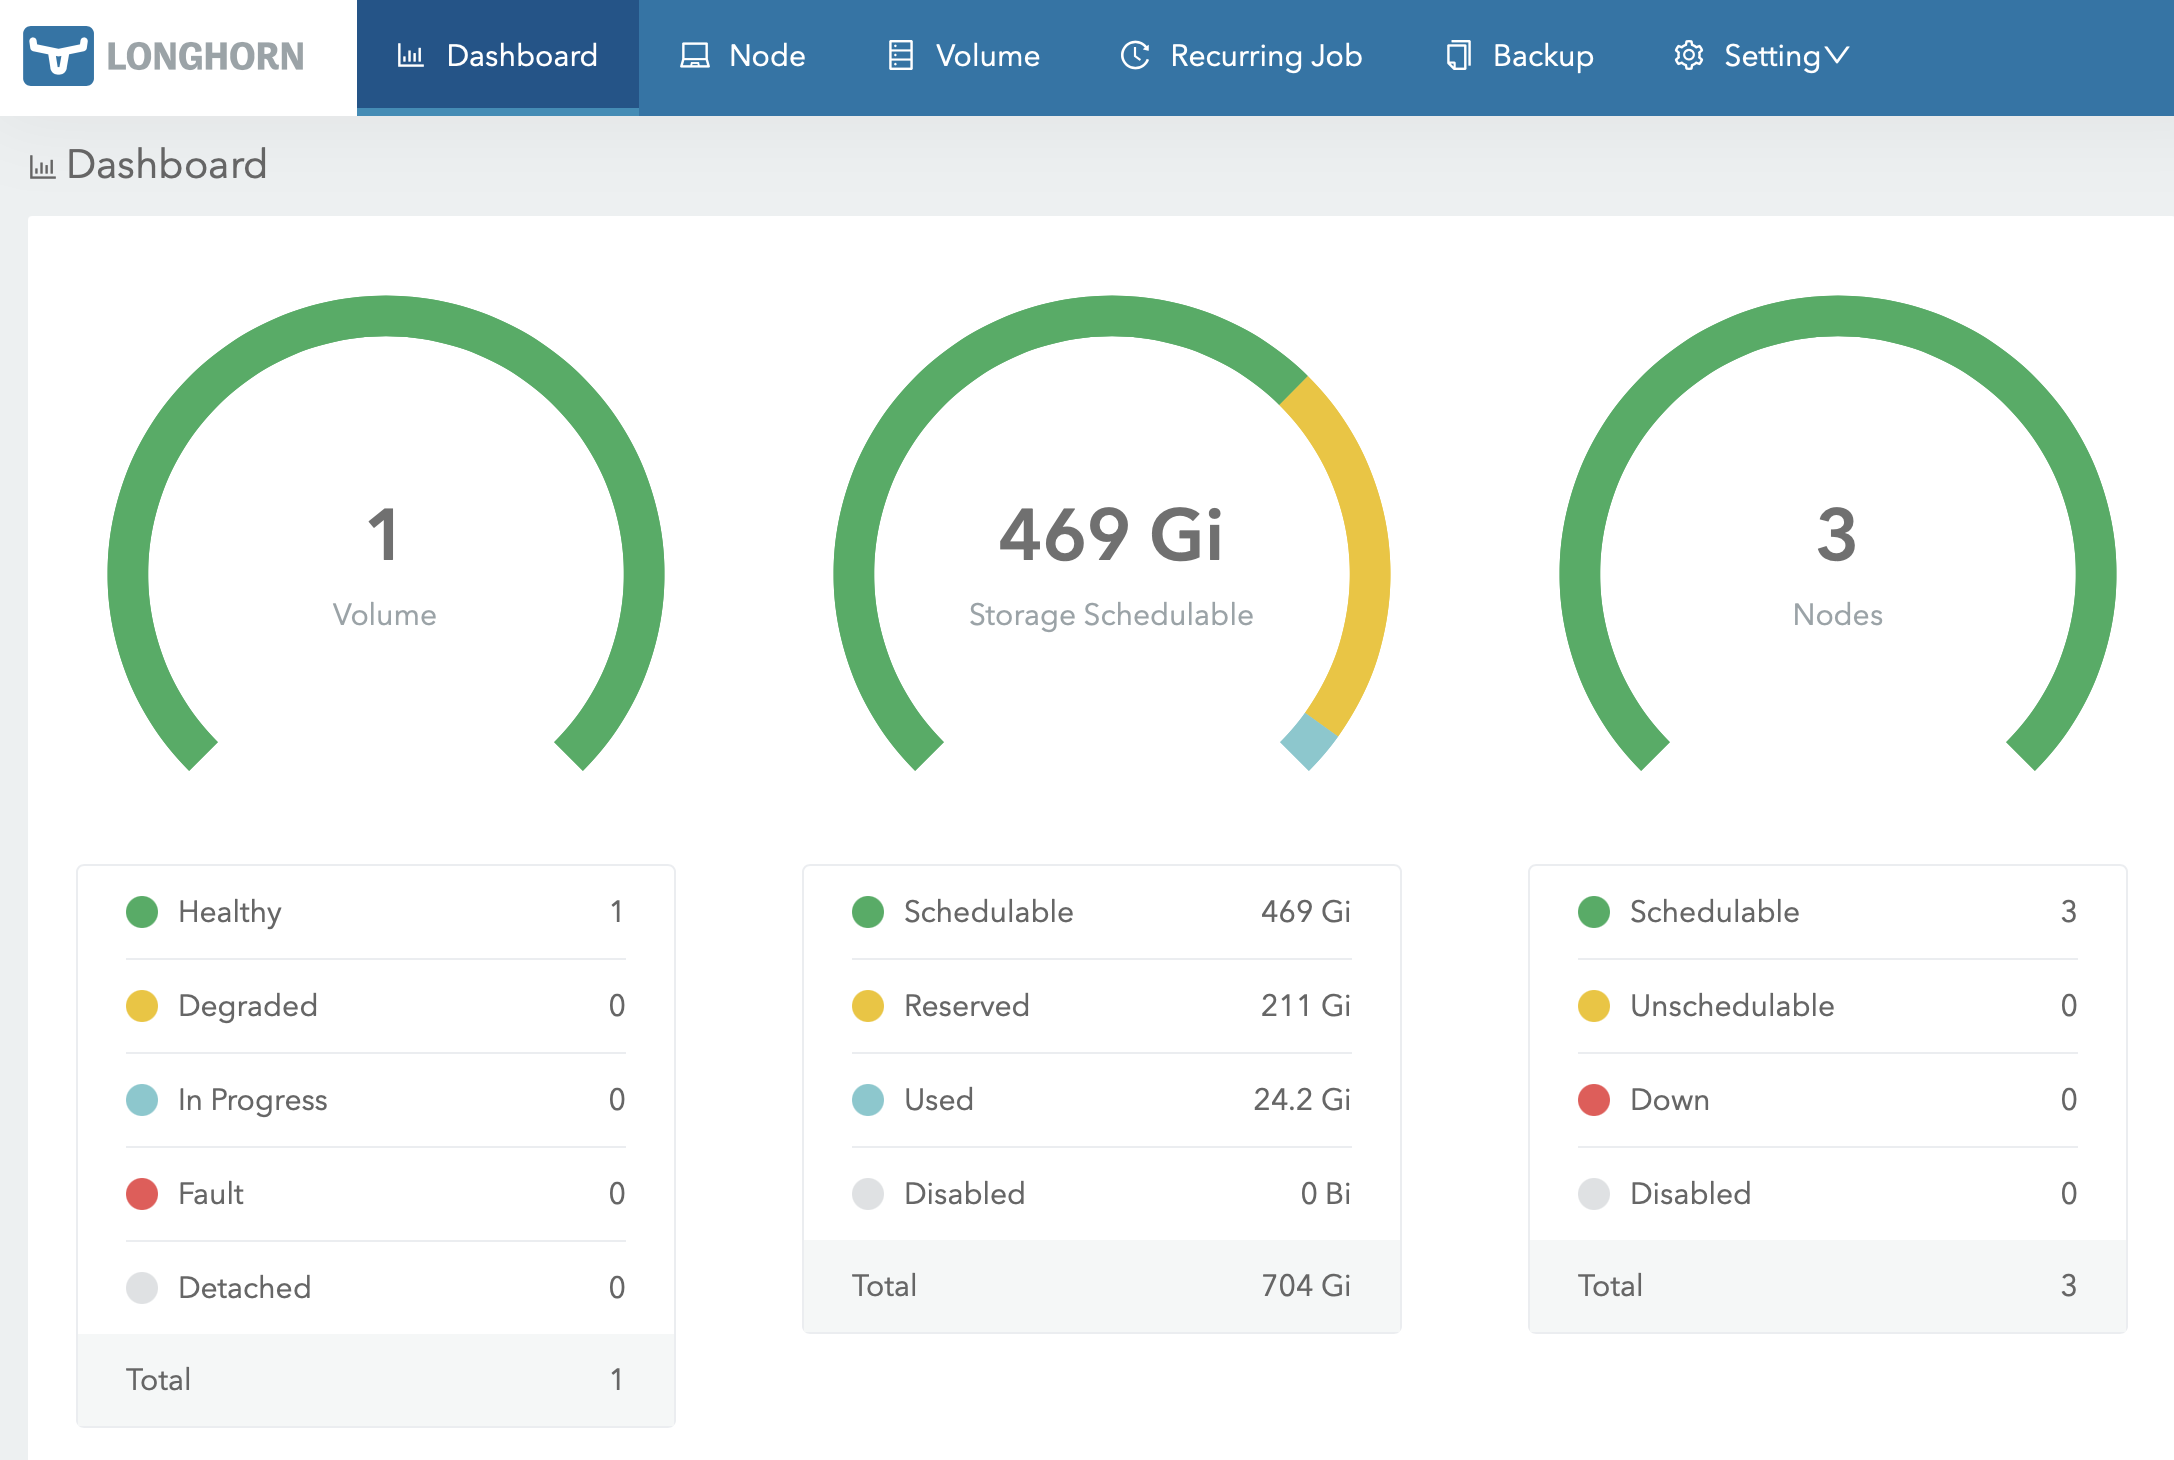 LONGHORN
Dashboard Node Volume Recurring Job Backup Setting
Dashboard
1
Volume
469 Gi
Storage Schedulable
3
Nodes
Healthy 1
Degraded 0
In Progress 0
Fault 0
Detached 0
Total 1
Schedulable 469 Gi
Reserved 211 Gi
Used 24.2 Gi
Disabled 0 Bi
Total 704 Gi
Schedulable 3
Unschedulable 0
Down 0
Disabled 0
Total 3